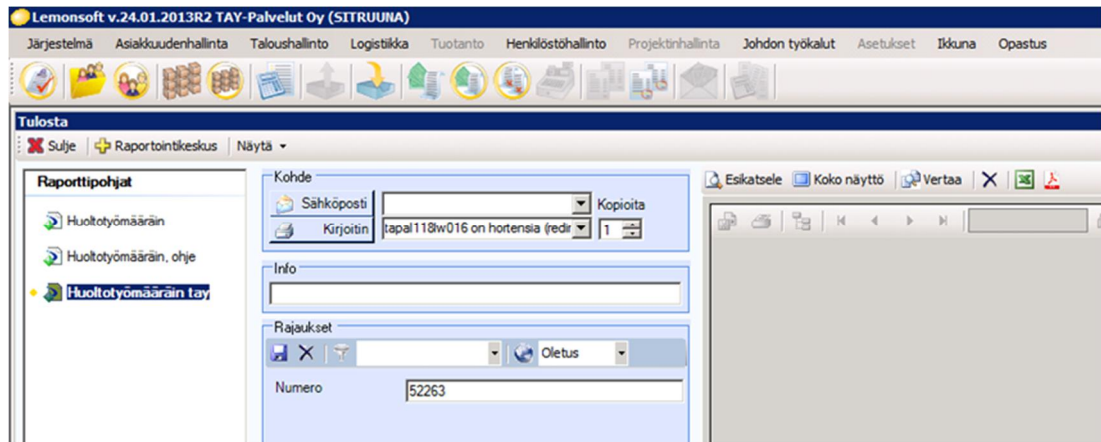 Lemonsoft v.24.01.2013R2 TAY-Palvelut Oy (SITRUUNA)
Järjestelmä Asiakkuudenhallinta Taloushallinto Logistiikka Tuotanto Henkilöstöhallinto Projektinhallinta Johdon työkalut Asetukset Ikkuna Opastus
Tulosta
Sulje Raportointikeskus Näytä
Raporttipohjat
Huoltotyömääräin
Huoltotyömääräin, ohje
Huoltotyömääräin tay
Kohde
Sähköposti Kopioita
Kirjoitin tapal118lw016 on hortensia (redir 1
Info
Rajaukset
Oletus
Numero 52263
Esikatsele Koko näyttö Vertaa